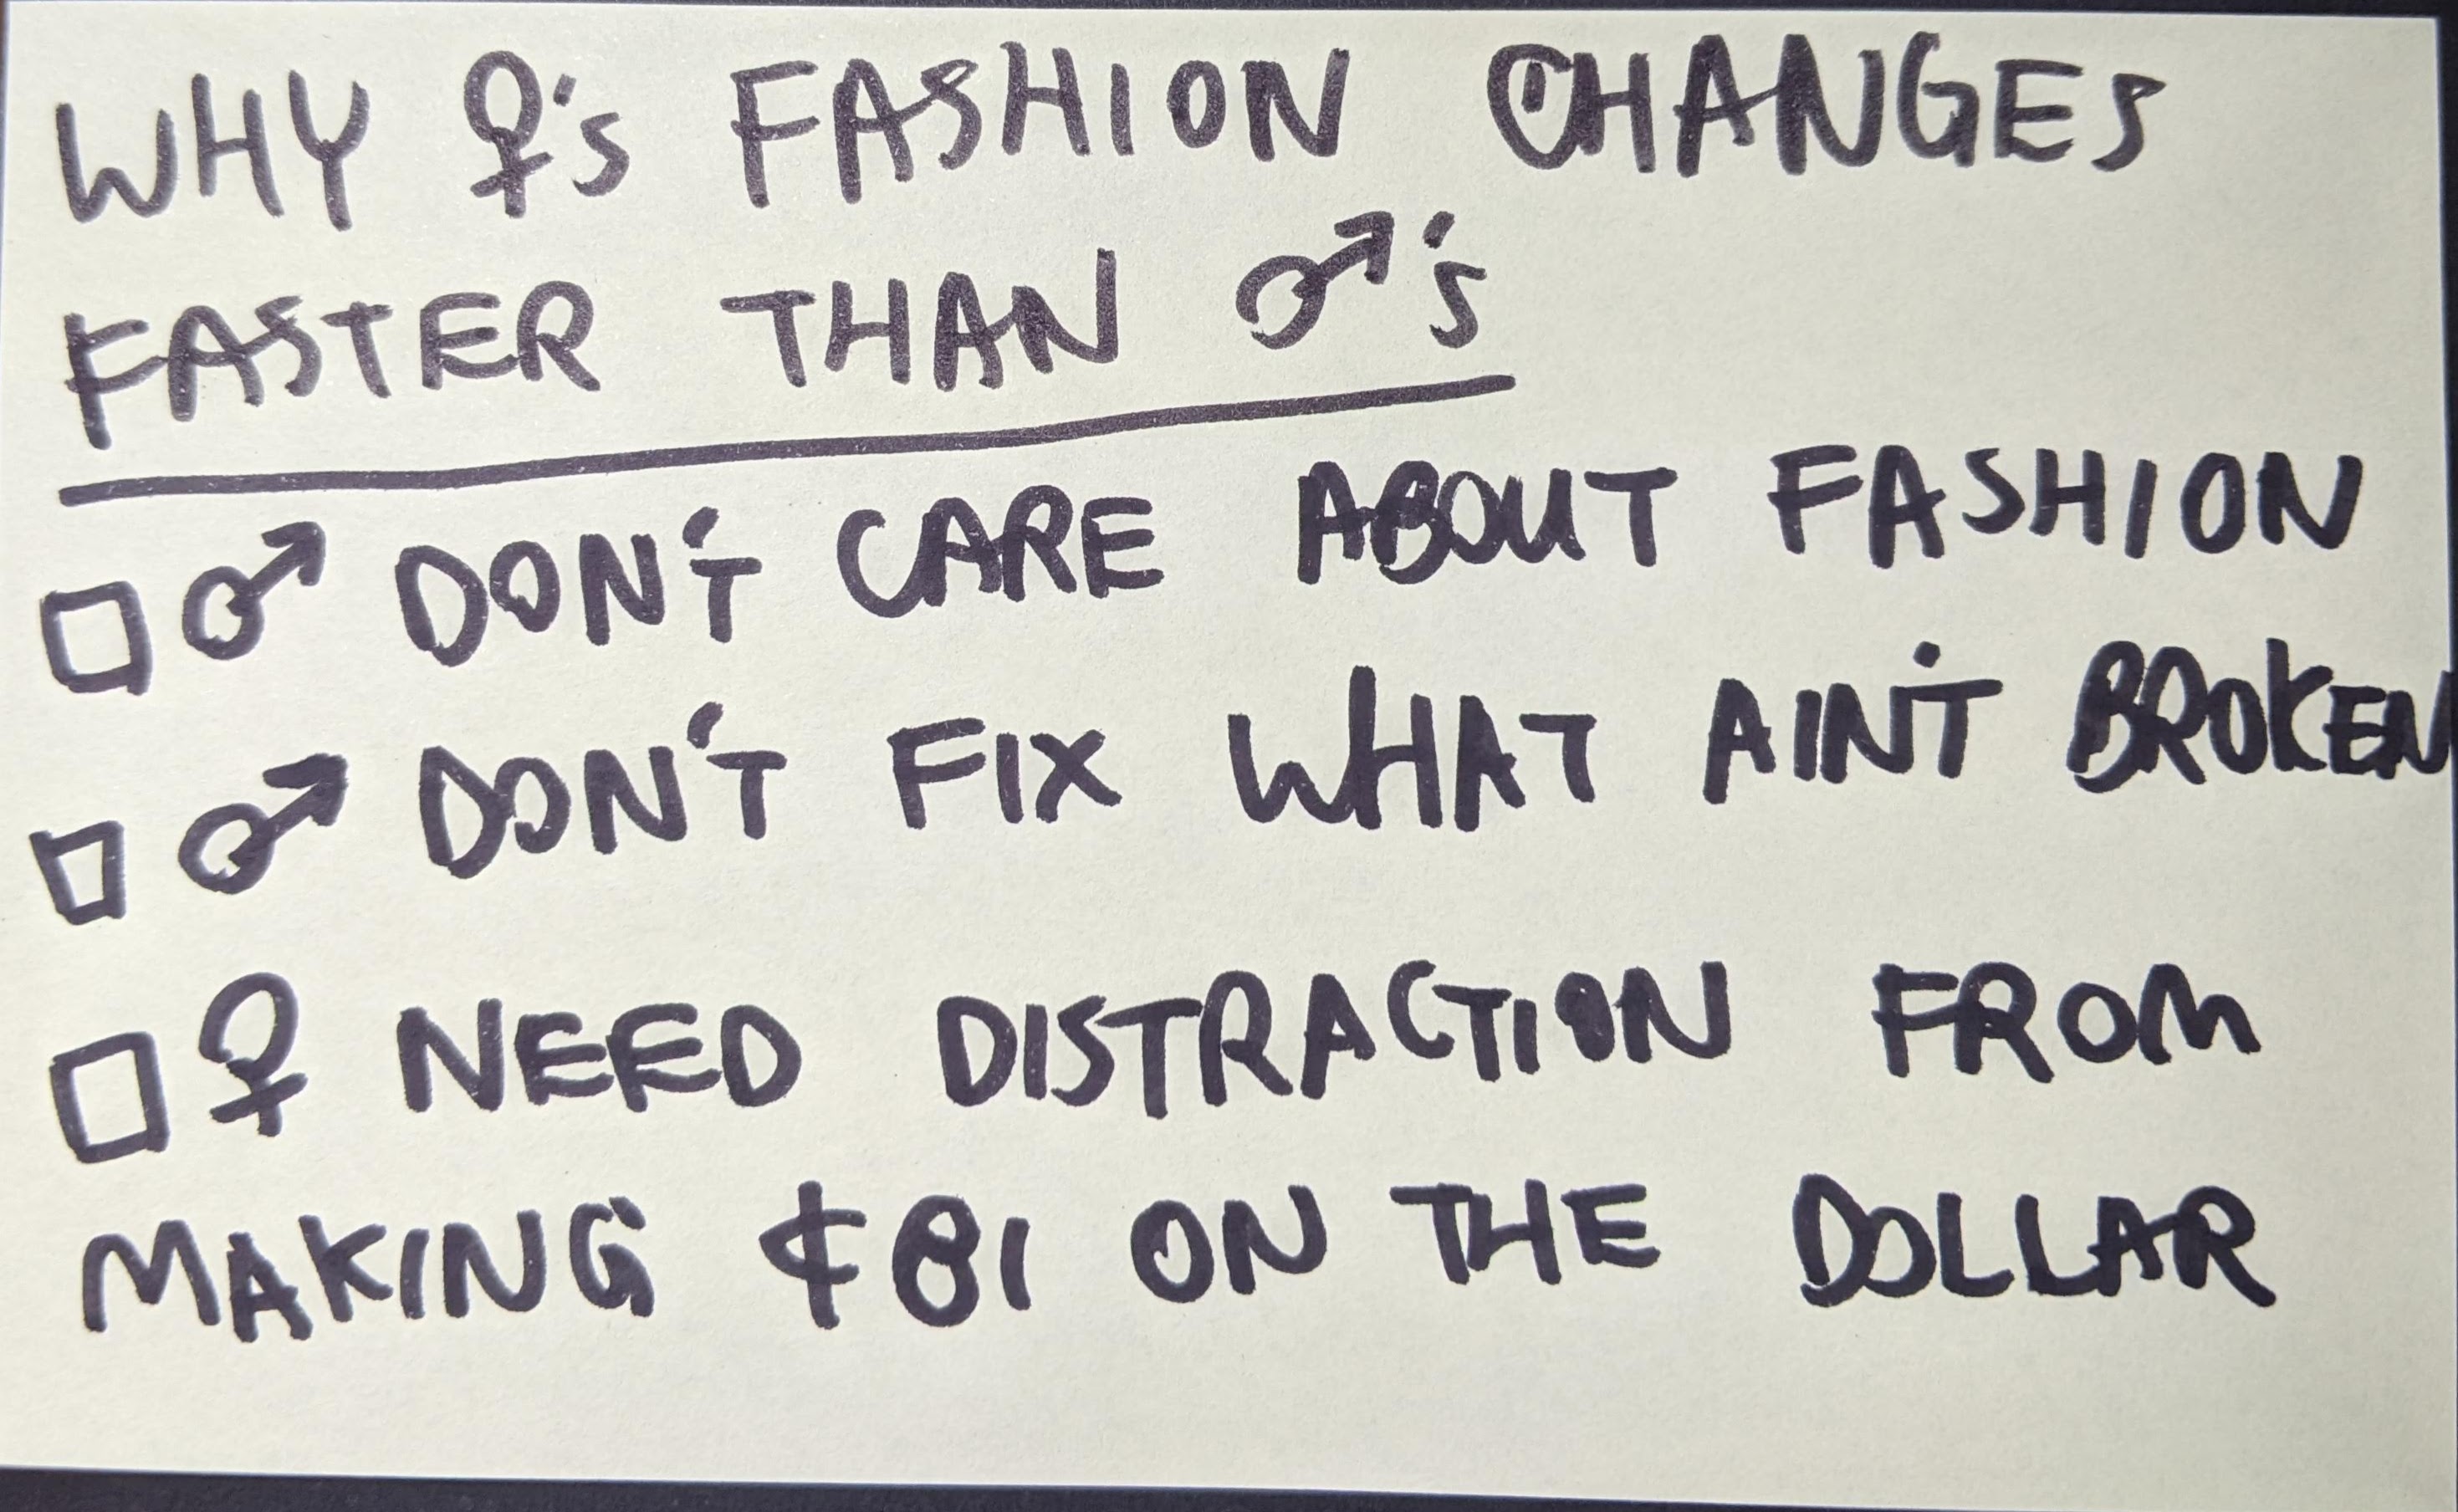 WHY ♀'s FASHION CHANGES
FASTER THAN ♂'s
☐ ♂ DON'T CARE ABOUT FASHION
☐ ♂ DON'T FIX WHAT AIN'T BROKEN
☐ ♀ NEED DISTRACTION FROM
MAKING ¢81 ON THE DOLLAR